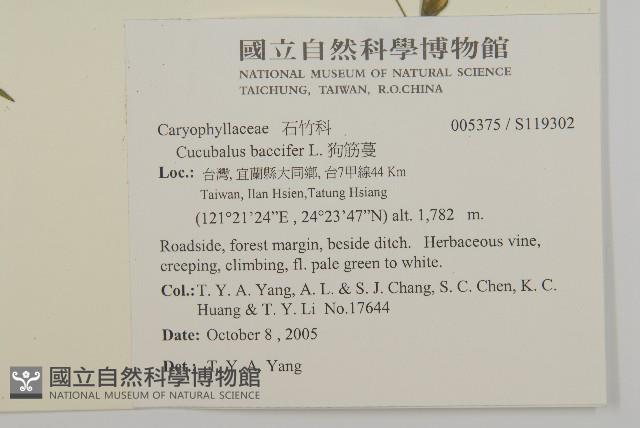 國立自然科學博物館
NATIONAL MUSEUM OF NATURAL SCIENCE
TAICHUNG, TAIWAN, R.O.CHINA
Caryophyllaceae 石竹科 005375 / S119302
Cucubalus baccifer L. 狗筋蔓
Loc.: 台灣, 宜蘭縣大同鄉, 台7甲線44 Km
Taiwan, Ilan Hsien,Tatung Hsiang
(121°21'24"E , 24°23'47"N) alt. 1,782 m.
Roadside, forest margin, beside ditch. Herbaceous vine,
creeping, climbing, fl. pale green to white.
Col.: T. Y. A. Yang, A. L. & S. J. Chang, S. C. Chen, K. C.
Huang & T. Y. Li No.17644
Date: October 8 , 2005
Det.: T. Y. A. Yang
國立自然科學博物館
NATIONAL MUSEUM OF NATURAL SCIENCE